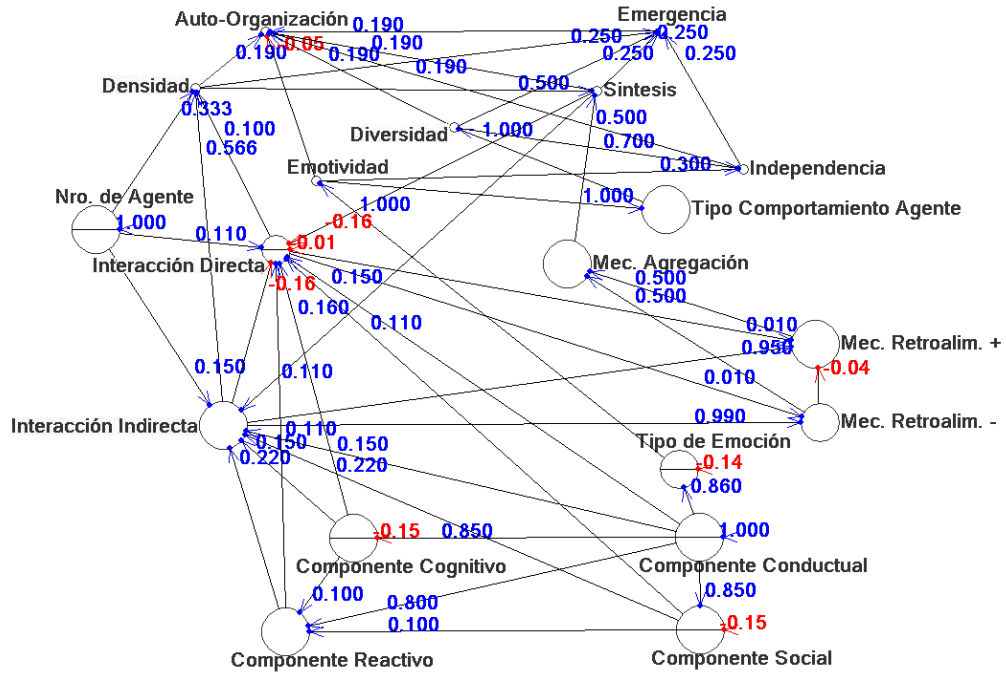 Auto-Organización
Emergencia
0.190
0.190
-0.05
0.190
0.190
0.190
0.250
0.250
0.250
0.250
Densidad
0.333
0.500
Sintesis
0.500
0.100
0.566
Diversidad
1.000
0.700
Emotividad
0.300
Independencia
Nro. de Agente
1.000
1.000
1.000
Tipo Comportamiento Agente
0.110
-0.16
-0.01
Interacción Directa
-0.16
0.150
Mec. Agregación
0.500
0.500
0.160
0.110
0.010
0.950
Mec. Retroalim. +
0.150
0.110
-0.04
0.010
Interacción Indirecta
0.110
0.990
Mec. Retroalim. -
0.150
0.150
0.220
0.220
Tipo de Emoción
-0.14
0.860
-0.15
0.850
1.000
Componente Cognitivo
Componente Conductual
0.100
0.800
0.850
0.100
-0.15
Componente Reactivo
Componente Social